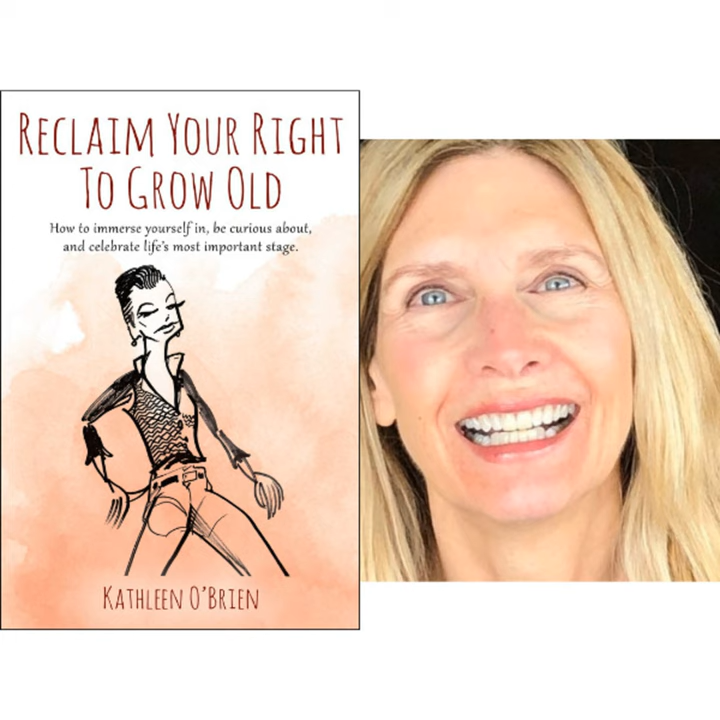 RECLAIM YOUR RIGHT
TO GROW OLD
How to immerse yourself in, be curious about,
and celebrate life's most important stage.
KATHLEEN O'BRIEN